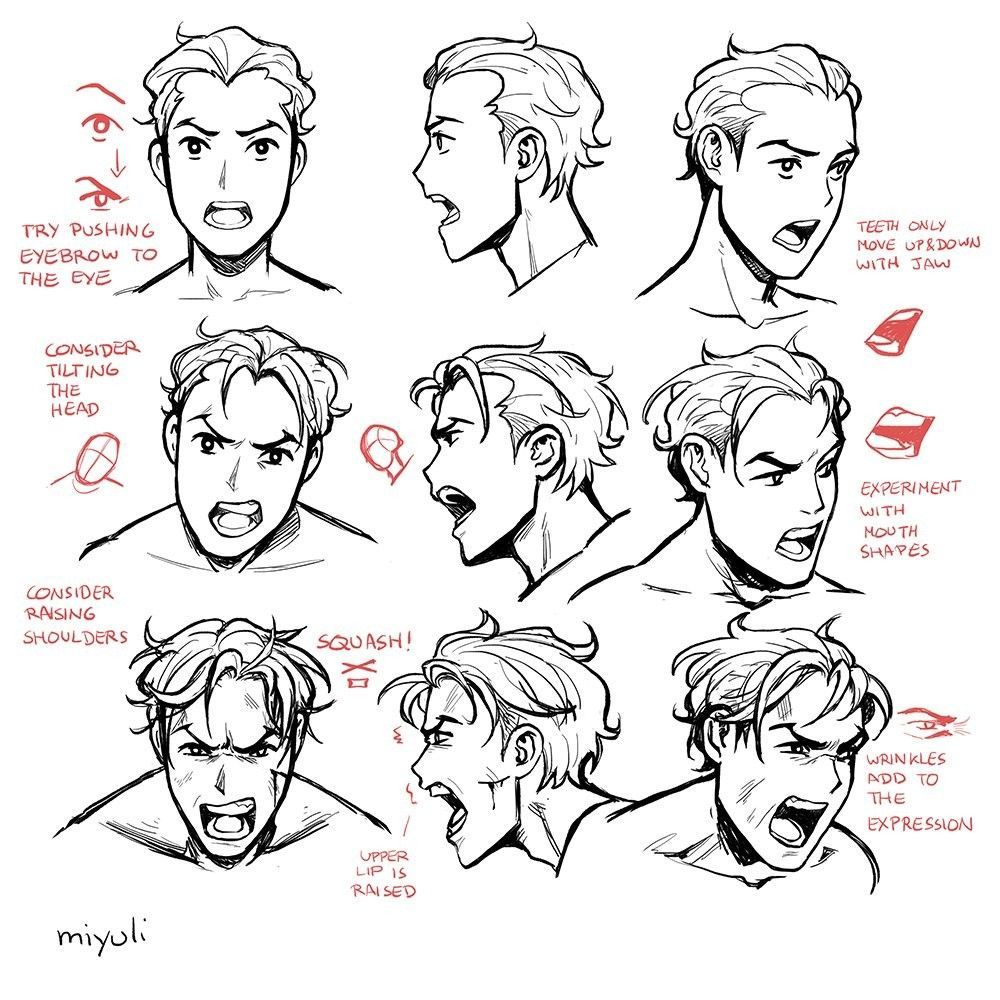 TRY PUSHING
EYEBROW TO
THE EYE
TEETH ONLY
MOVE UP&DOWN
WITH JAW
CONSIDER
TILTING
THE
HEAD
EXPERIMENT
WITH
MOUTH
SHAPES
CONSIDER
RAISING
SHOULDERS
SQUASH!
WRINKLES
ADD TO
THE
EXPRESSION
UPPER
LIP IS
RAISED
miyuli